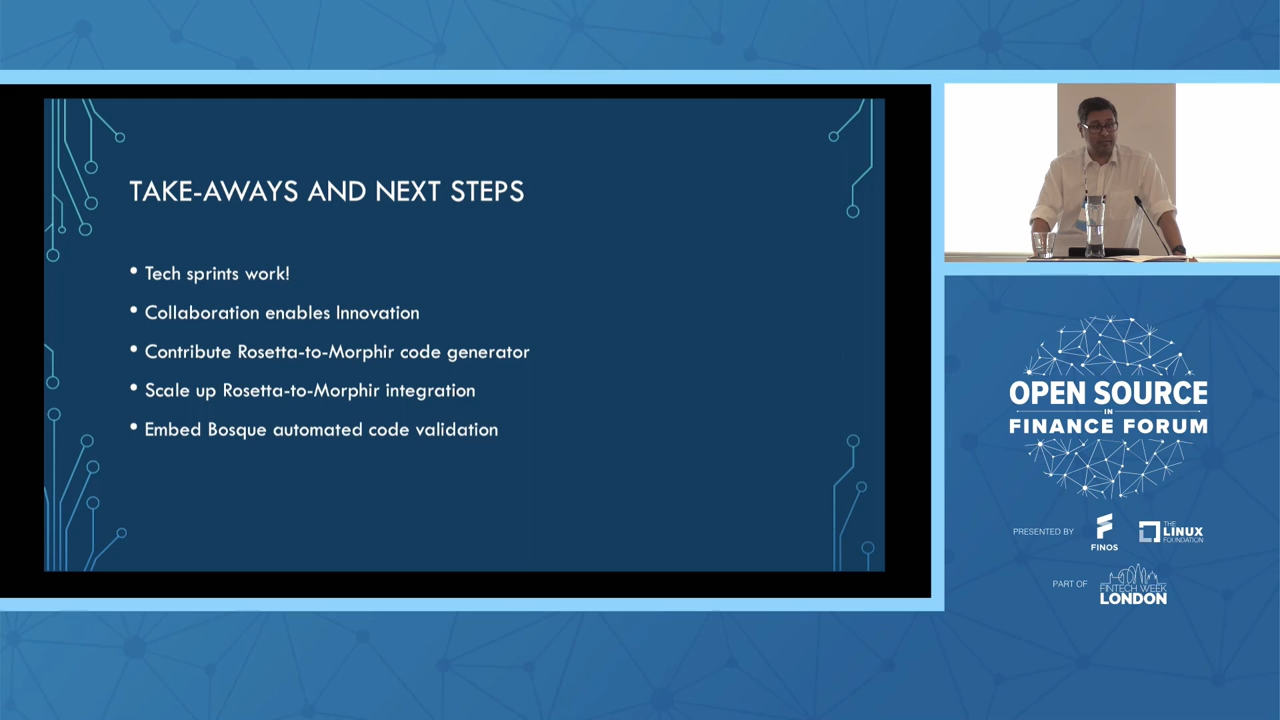 TAKE-AWAYS AND NEXT STEPS
• Tech sprints work!
• Collaboration enables Innovation
• Contribute Rosetta-to-Morphir code generator
• Scale up Rosetta-to-Morphir integration
• Embed Bosque automated code validation
OPEN SOURCE
IN
FINANCE FORUM
PRESENTED BY
FINOS
THE
LINUX
FOUNDATION
PART OF
FINTECH WEEK
LONDON